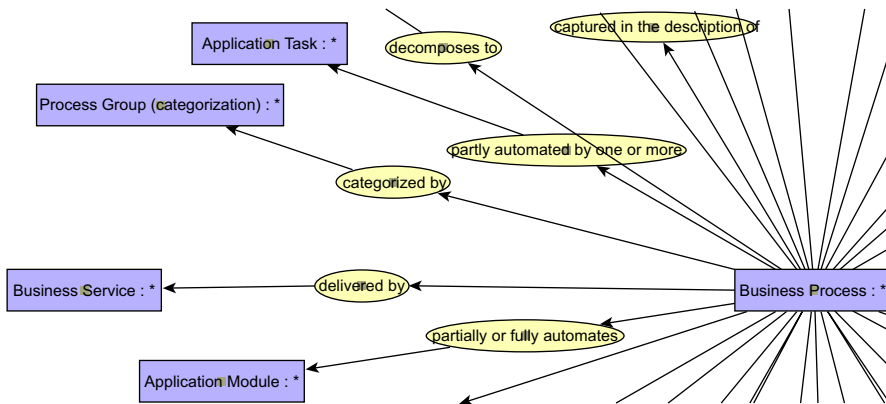 captured in the description of
Application Task : *
decomposes to
Process Group (categorization) : *
partly automated by one or more
categorized by
Business Service : *
delivered by
Business Process : *
partially or fully automates
Application Module : *